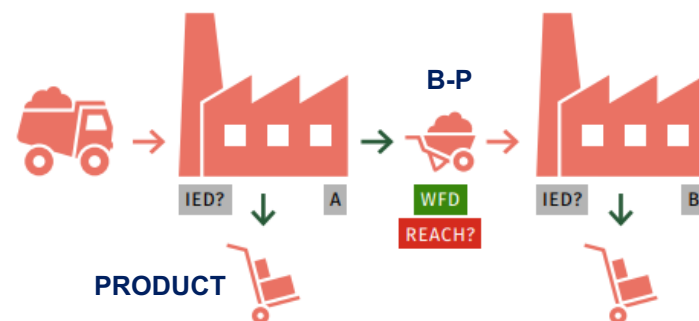 B-P
IED?
A
WFD
IED?
B
REACH?
PRODUCT